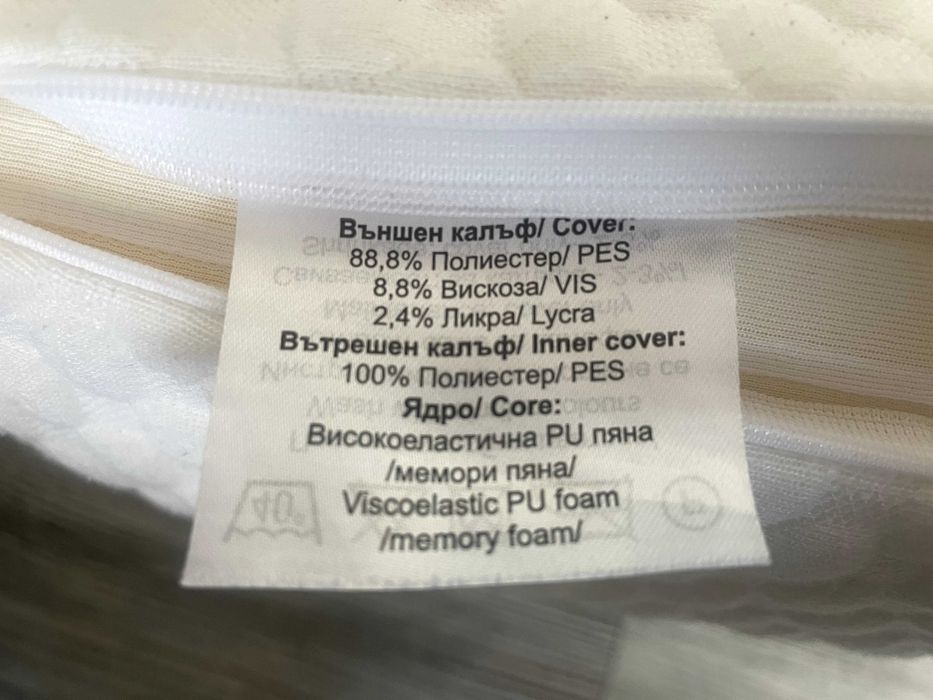 Външен калъф/ Cover:
88,8% Полиестер/ PES
8,8% Вискоза/ VIS
2,4% Ликра/ Lycra
Вътрешен калъф/ Inner cover:
100% Полиестер/ PES
Ядро/ Core:
Високоеластична PU пяна
/мемори пяна/
Viscoelastic PU foam
/memory foam/
40°